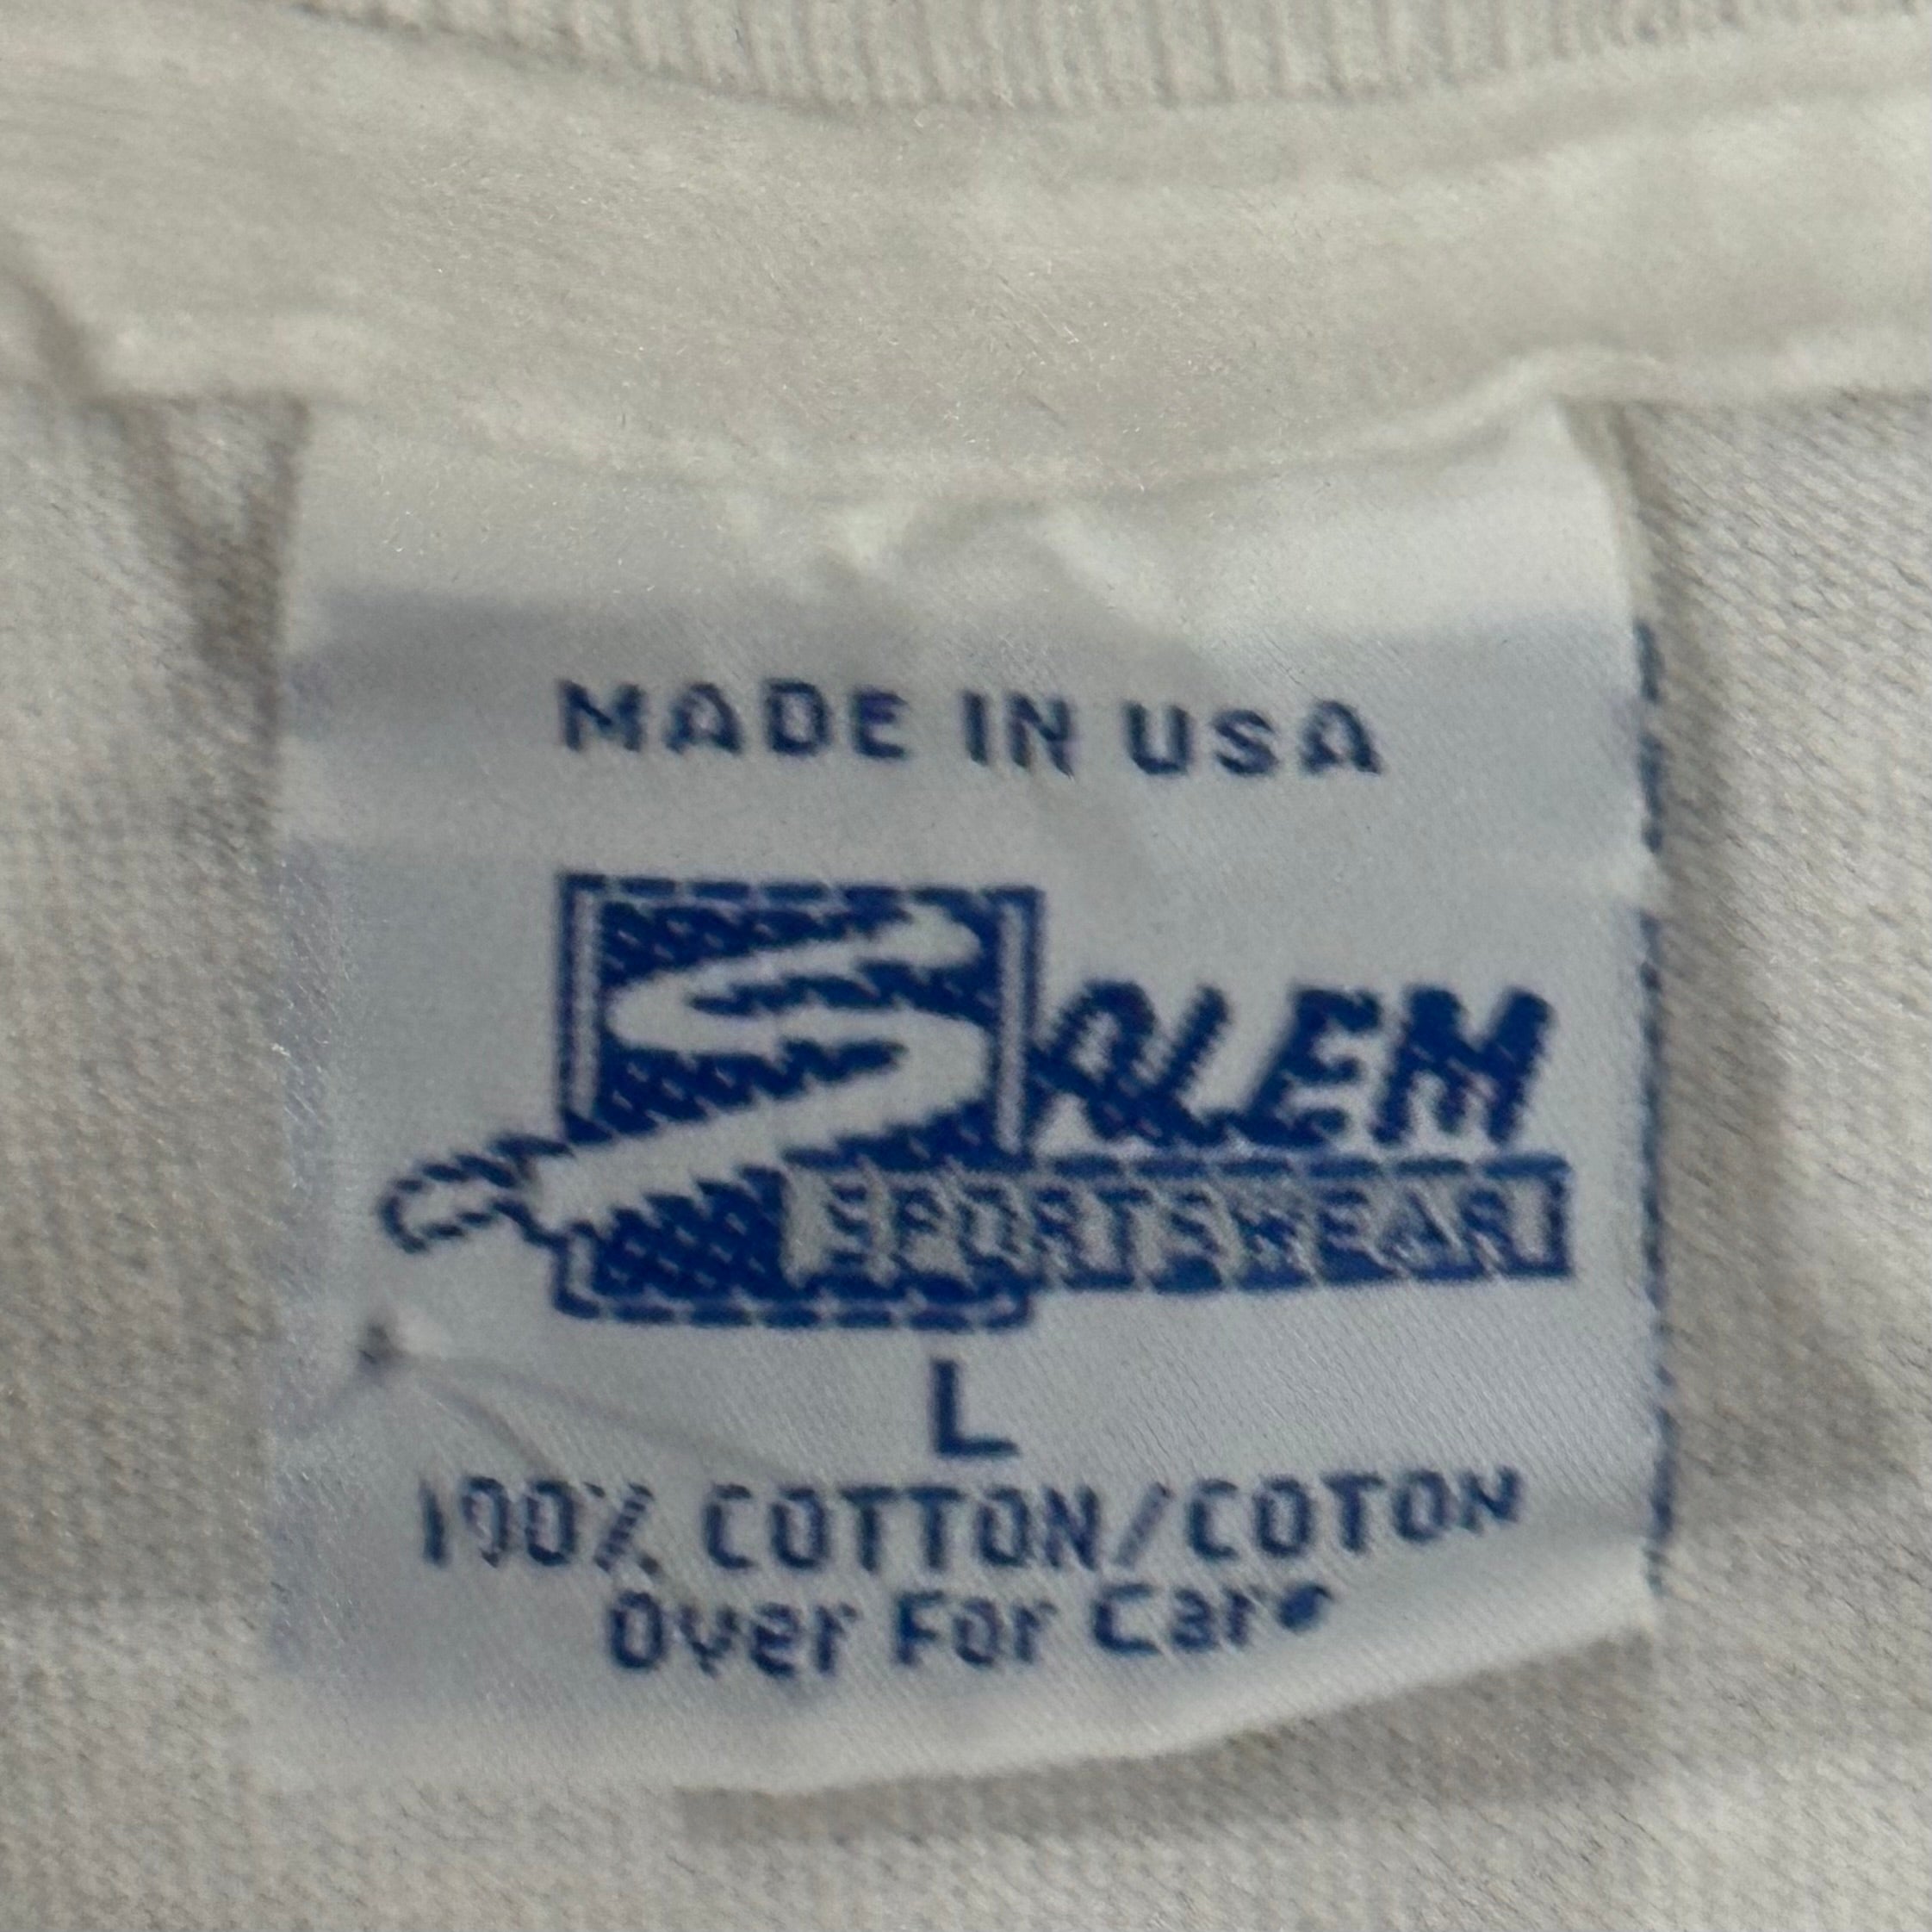 MADE IN USA
SALEM
SPORTSWEAR
L
100% COTTON/COTON
Over For Care